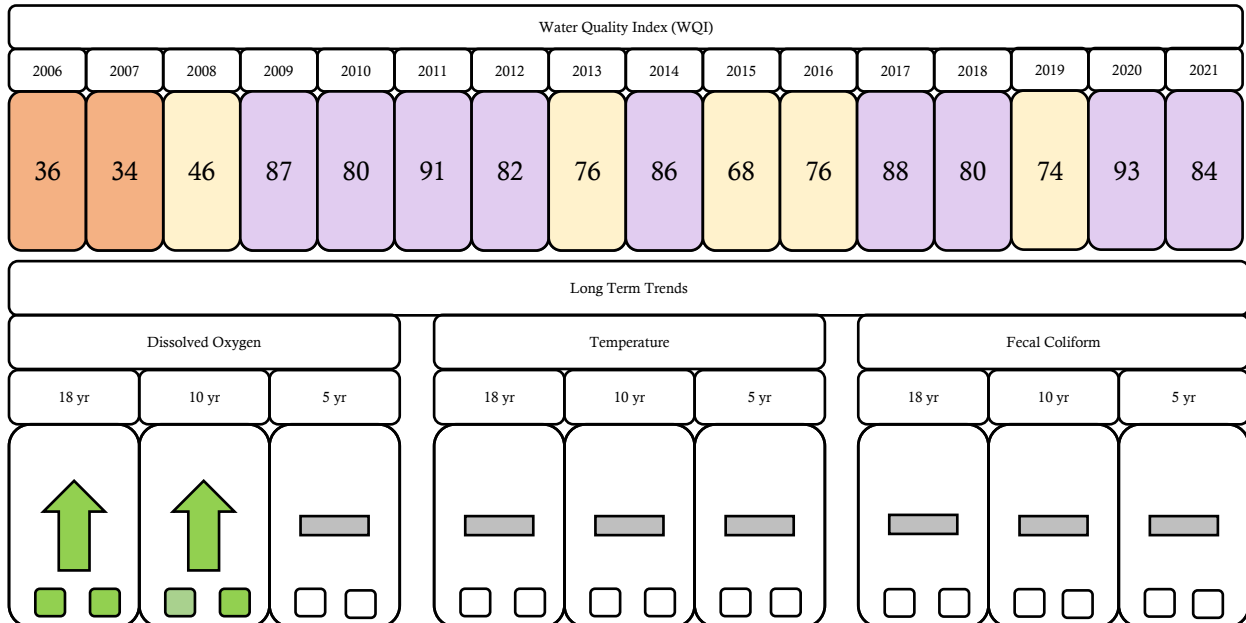 Water Quality Index (WQI)
2006 2007 2008 2009 2010 2011 2012 2013 2014 2015 2016 2017 2018 2019 2020 2021
36 34 46 87 80 91 82 76 86 68 76 88 80 74 93 84
Long Term Trends
Dissolved Oxygen Temperature Fecal Coliform
18 yr 10 yr 5 yr 18 yr 10 yr 5 yr 18 yr 10 yr 5 yr